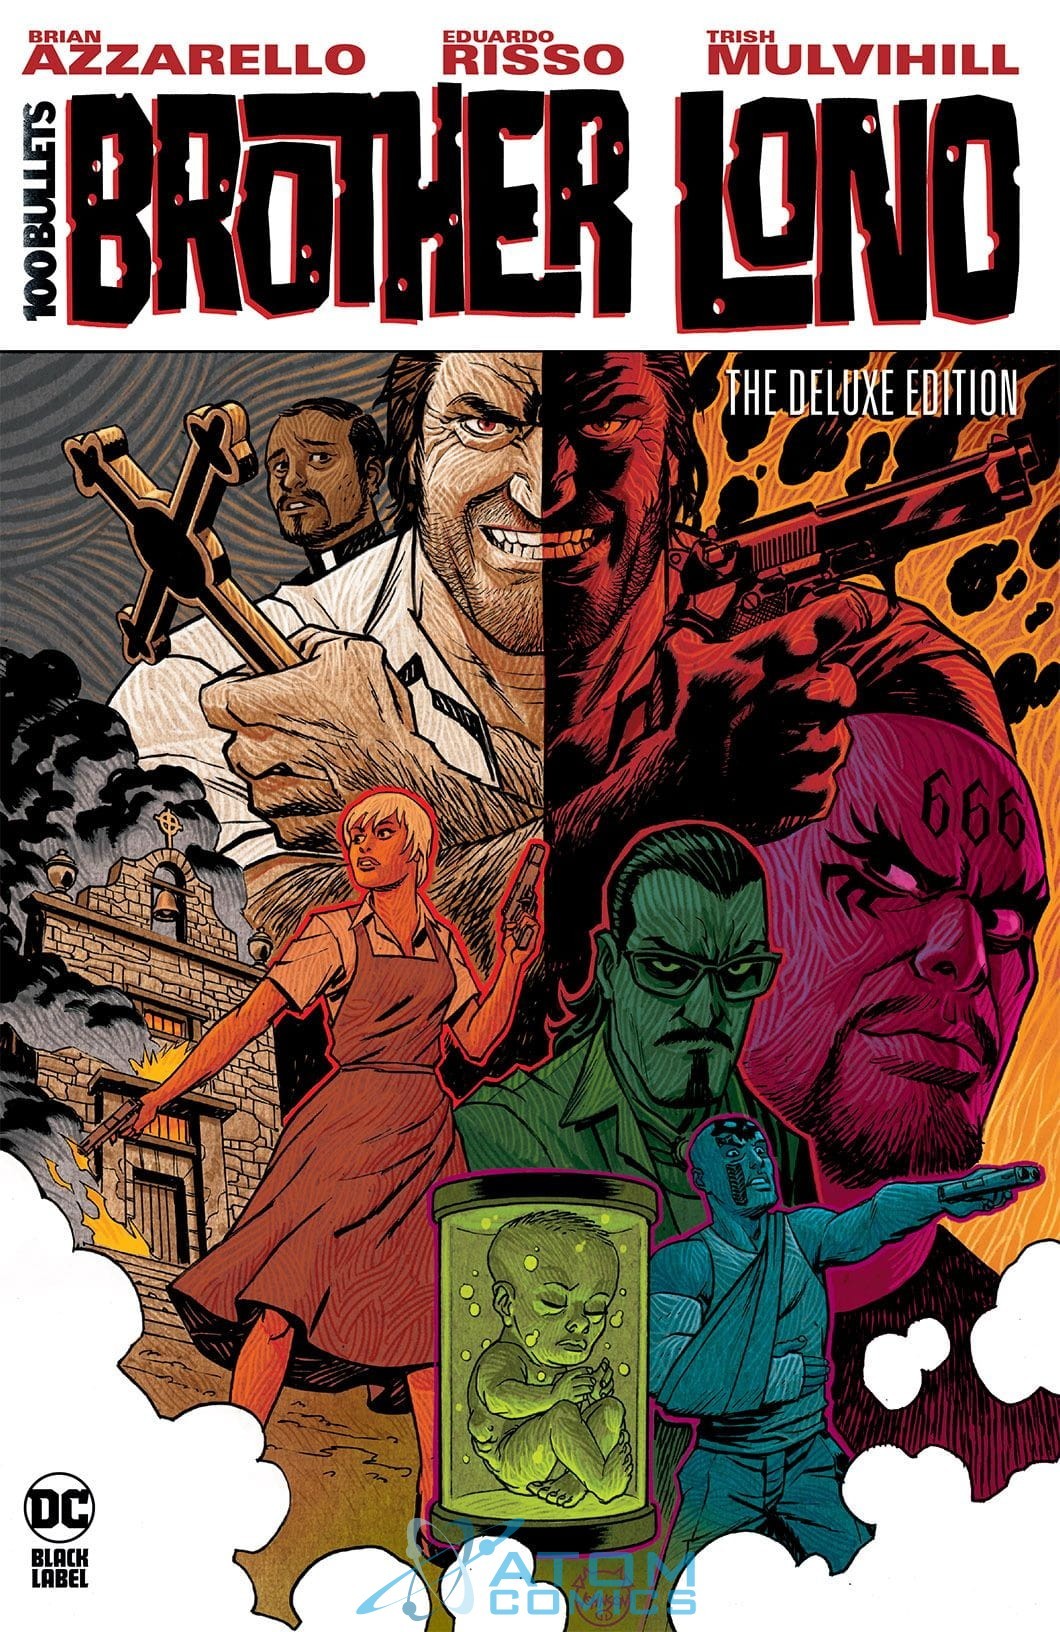 BRIAN
AZZARELLO
EDUARDO
RISSO
TRISH
MULVIHILL
100 BULLETS
BROTHER LONO
THE DELUXE EDITION
666
DC
BLACK
LABEL
ATOM
COMICS